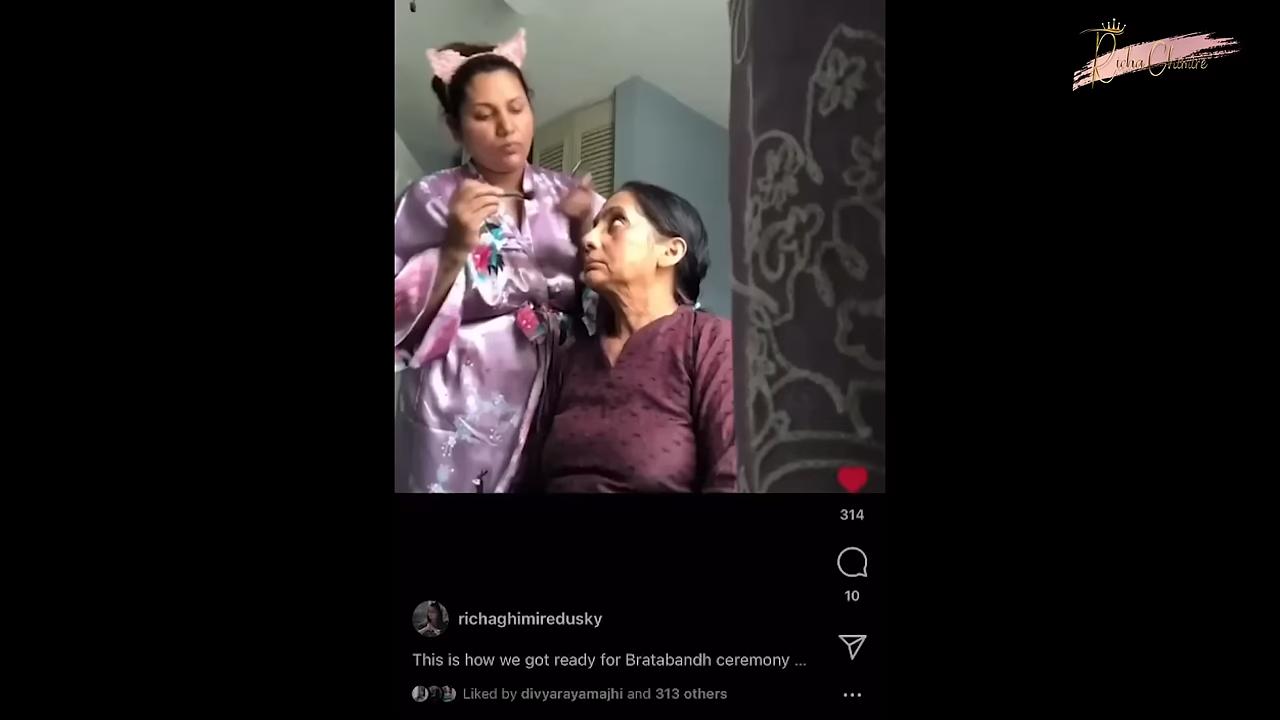 Richa Ghimire
314
10
richaghimiredusky
This is how we got ready for Bratabandh ceremony ...
Liked by divyarayamajhi and 313 others